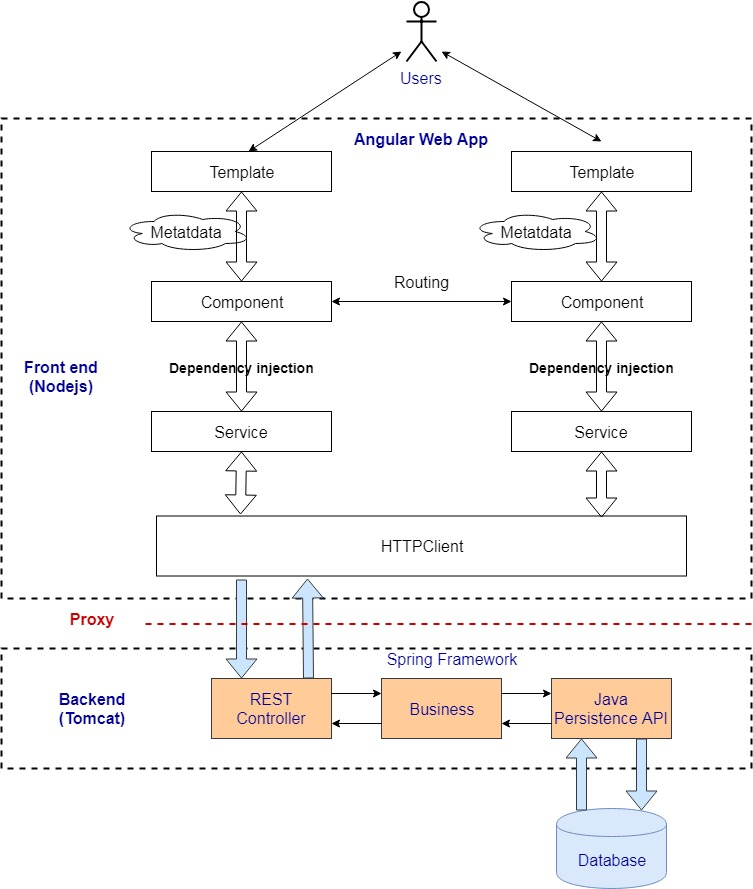 Users
Angular Web App
Template
Template
Metatdata
Metatdata
Component
Routing
Component
Front end
(Nodejs)
Dependency injection
Dependency injection
Service
Service
HTTPClient
Proxy
Spring Framework
Backend
(Tomcat)
REST
Controller
Business
Java
Persistence API
Database